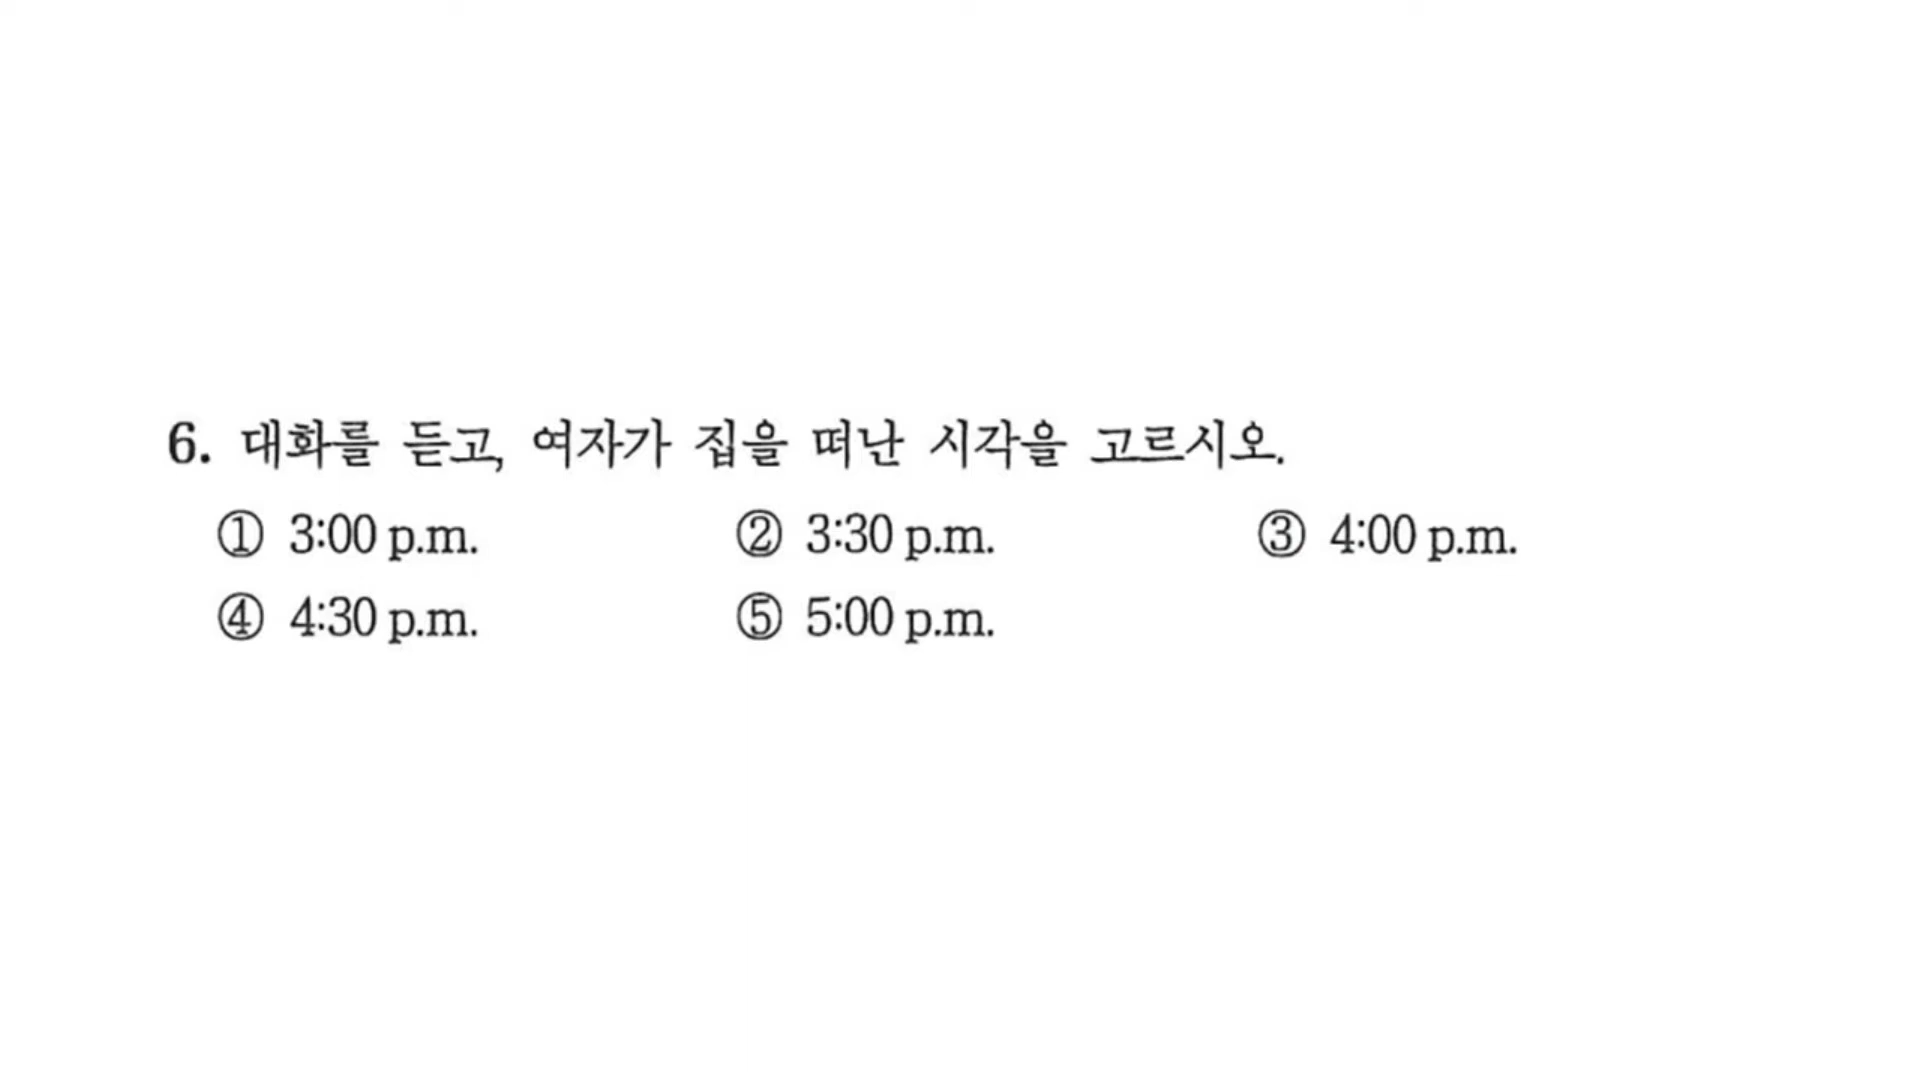 6. 대화를 듣고, 여자가 집을 떠난 시각을 고르시오.
① 3:00 p.m. ② 3:30 p.m. ③ 4:00 p.m.
④ 4:30 p.m. ⑤ 5:00 p.m.